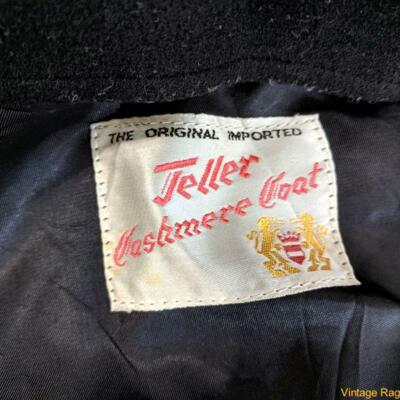 THE ORIGINAL IMPORTED
Teller
Cashmere Coat
Vintage Rag